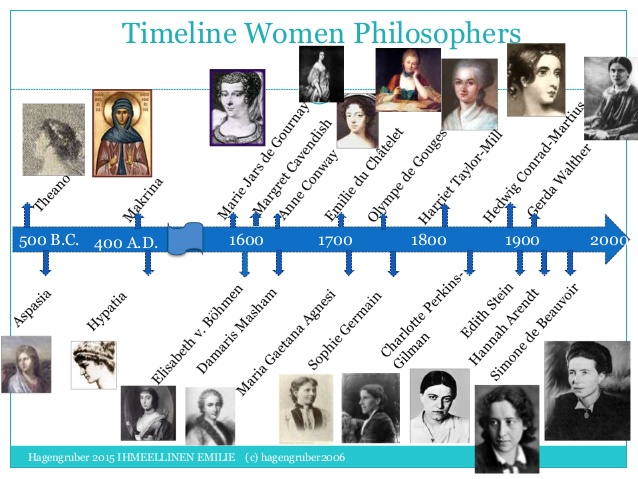 Timeline Women Philosophers
Theano
Makrina
Marie Jars de Gournay
Margret Cavendish
Anne Conway
Emilie du Châtelet
Olympe de Gouges
Harriet Taylor-Mill
Hedwig Conrad-Martius
Gerda Walther
500 B.C.
400 A.D.
1600
1700
1800
1900
2000
Aspasia
Hypatia
Elisabeth v. Böhmen
Damaris Masham
Maria Gaetana Agnesi
Sophie Germain
Charlotte Perkins-
Gilman
Edith Stein
Hannah Arendt
Simone de Beauvoir
Hagengruber 2015 IHMEELLINEN EMILIE (c) hagengruber2006